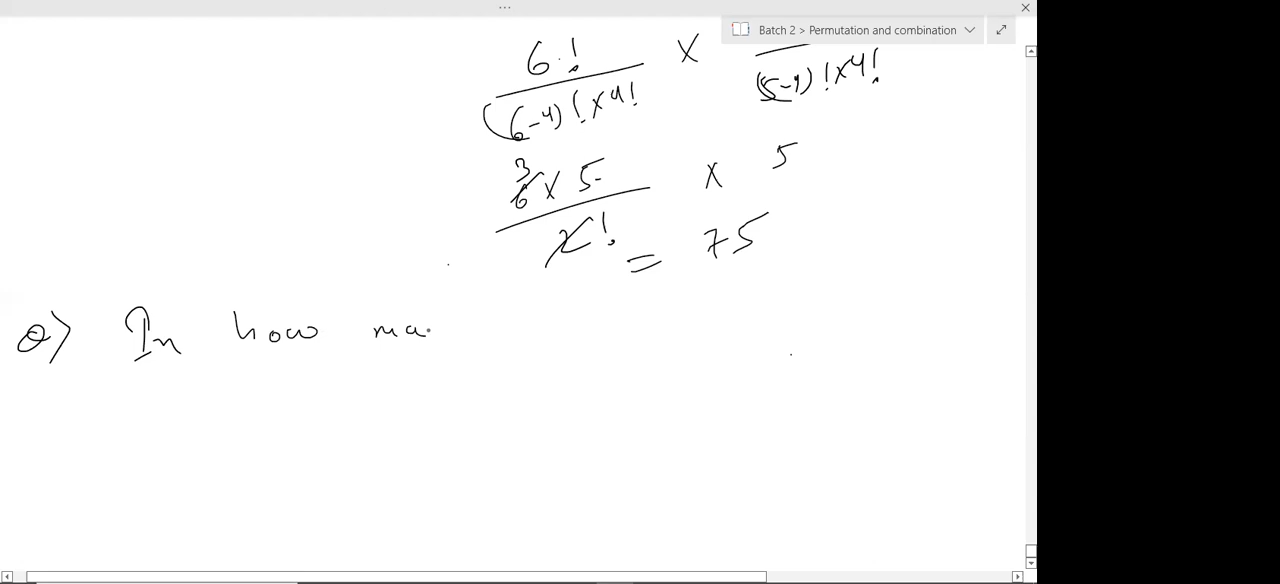 Batch 2 > Permutation and combination
6! ×
(6-4)! × 4! (5-4)! × 4!
3
6 × 5 × 5
2!
= 75
Q) In how ma